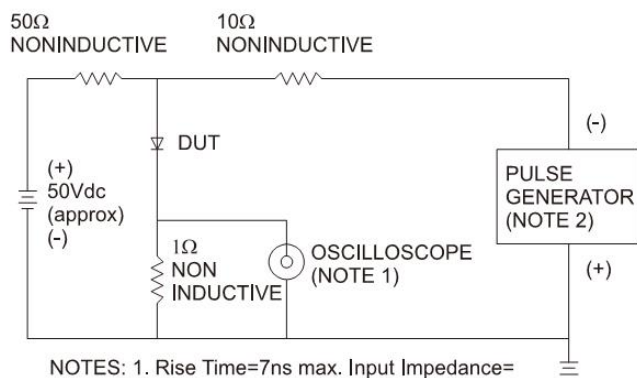 50Ω
NONINDUCTIVE
10Ω
NONINDUCTIVE
DUT
(+)
50Vdc
(approx)
(-)
1Ω
NON
INDUCTIVE
OSCILLOSCOPE
(NOTE 1)
(-)
PULSE
GENERATOR
(NOTE 2)
(+)
NOTES: 1. Rise Time=7ns max. Input Impedance=